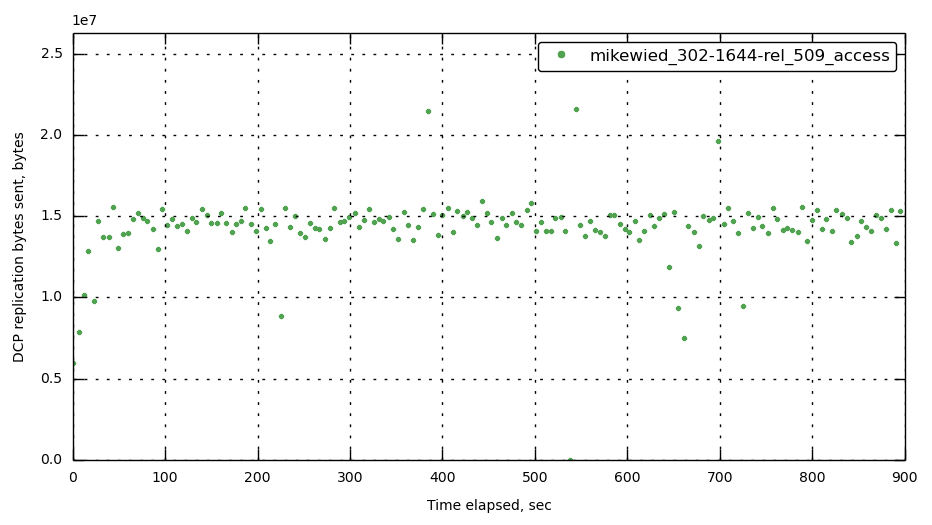 1e7
2.5
2.0
1.5
1.0
0.5
0.0
DCP replication bytes sent, bytes
mikewied_302-1644-rel_509_access
0 100 200 300 400 500 600 700 800 900
Time elapsed, sec